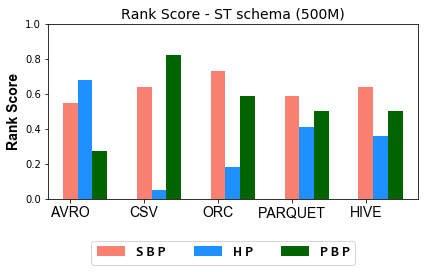 Rank Score - ST schema (500M)
Rank Score
1.0
0.8
0.6
0.4
0.2
0.0
AVRO CSV ORC PARQUET HIVE
S B P H P P B P